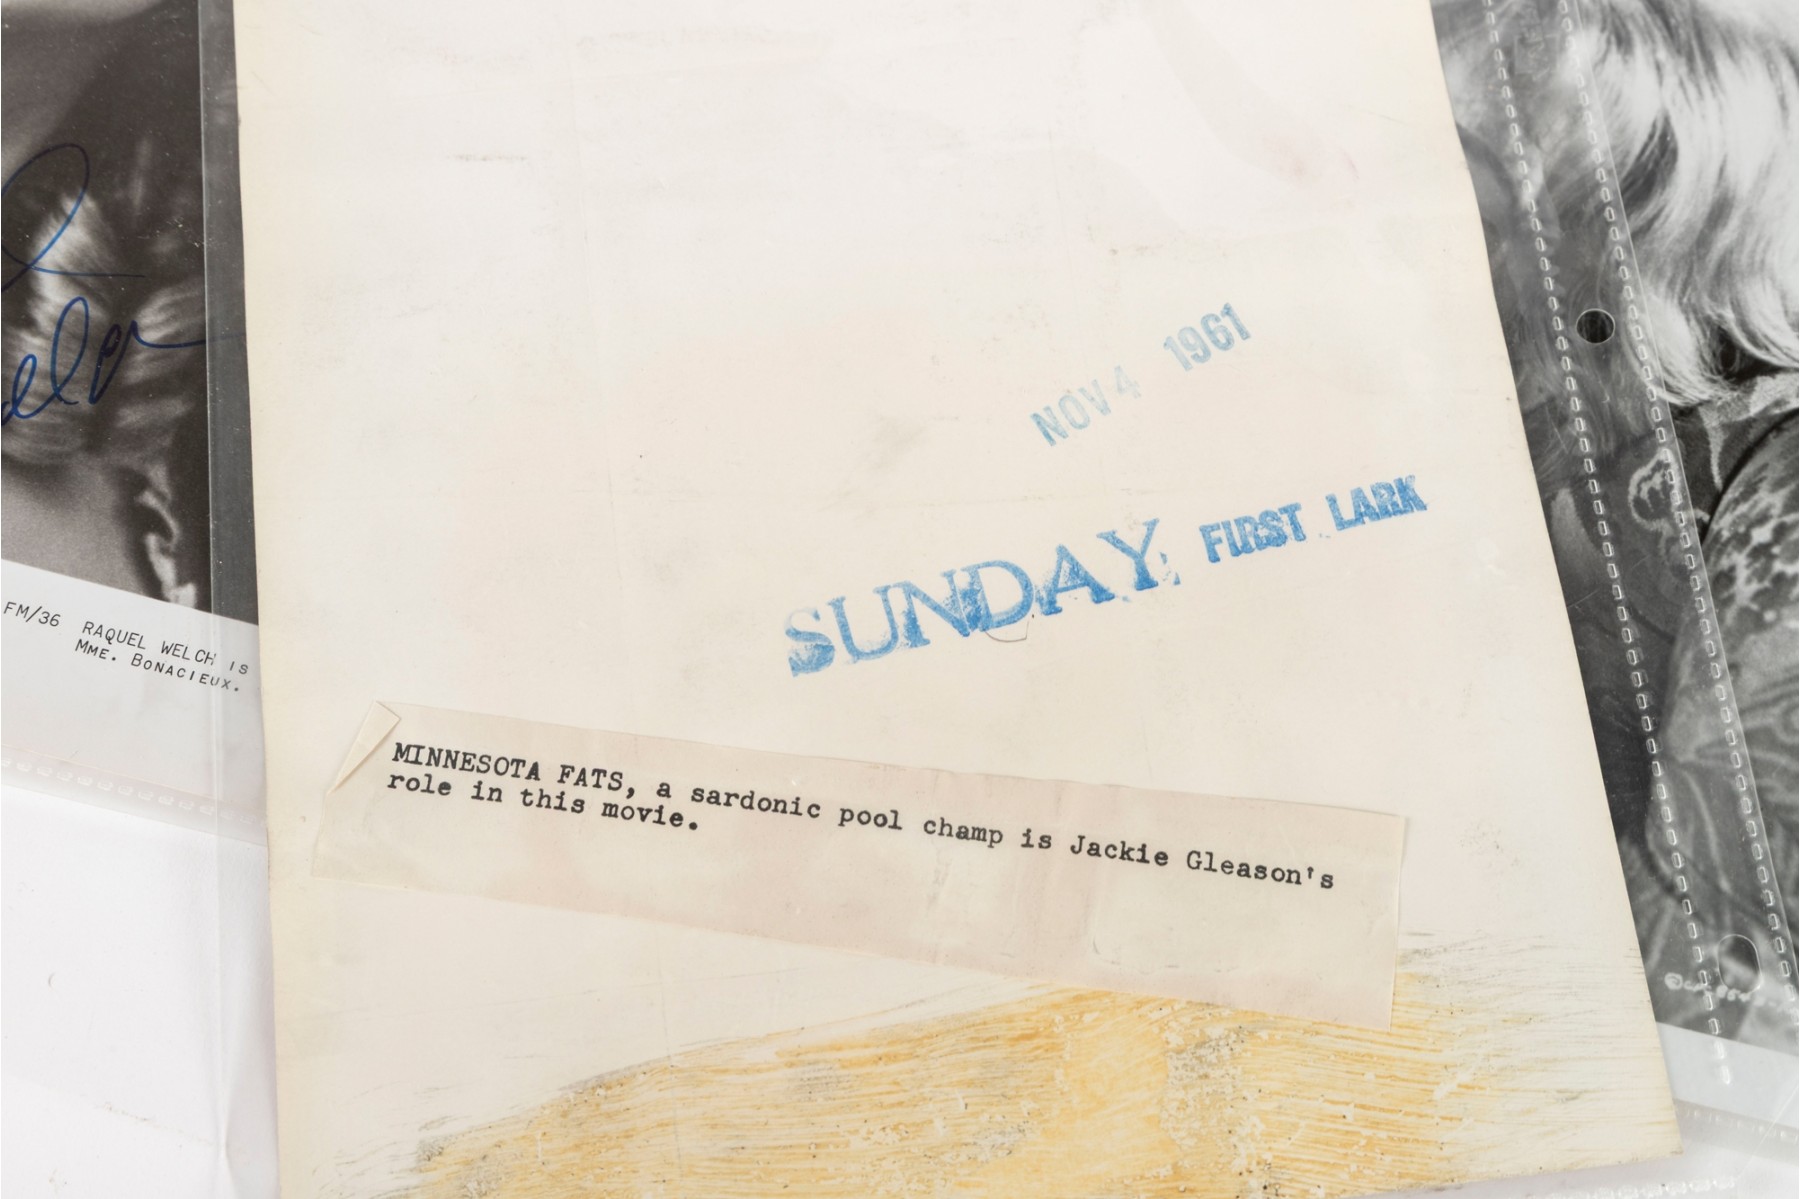 NOV 4 1961
SUNDAY FIRST LARK
MINNESOTA FATS, a sardonic pool champ is Jackie Gleason's
role in this movie.
FM/36 RAQUEL WELCH IS
MME. BONACIEUX.